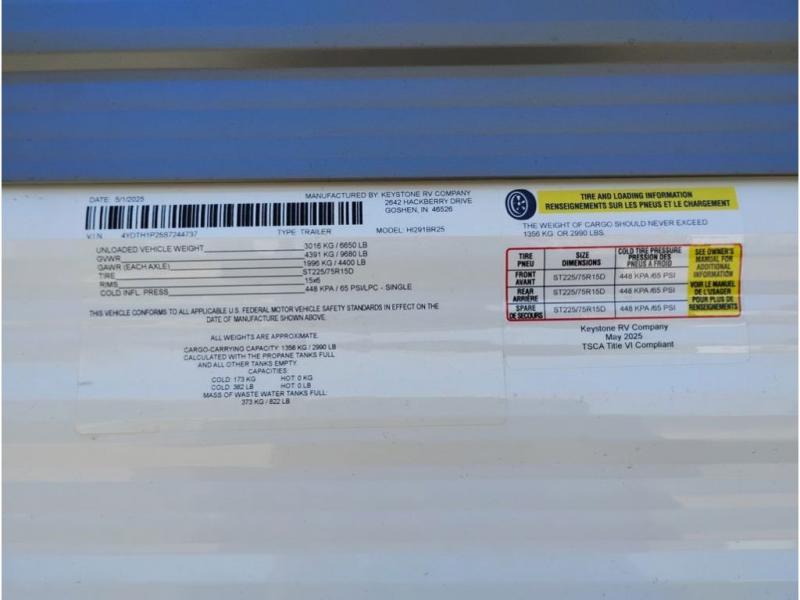 DATE: 5/1/2025
MANUFACTURED BY: KEYSTONE RV COMPANY
2642 HACKBERRY DRIVE
GOSHEN, IN 46526
V.I.N. 4YDTH1P25S7244737 TYPE: TRAILER MODEL: HI291BR25
UNLOADED VEHICLE WEIGHT 3016 KG / 6650 LB
GVWR 4391 KG / 9680 LB
GAWR (EACH AXLE) 1996 KG / 4400 LB
TIRE ST225/75R15D
RIMS 15x6
COLD INFL. PRESS 448 KPA / 65 PSI/LPC - SINGLE
THIS VEHICLE CONFORMS TO ALL APPLICABLE U.S. FEDERAL MOTOR VEHICLE SAFETY STANDARDS IN EFFECT ON THE
DATE OF MANUFACTURE SHOWN ABOVE.
ALL WEIGHTS ARE APPROXIMATE.
CARGO-CARRYING CAPACITY: 1356 KG / 2990 LB
CALCULATED WITH THE PROPANE TANKS FULL
AND ALL OTHER TANKS EMPTY.
CAPACITIES:
COLD: 173 KG HOT: 0 KG
COLD: 382 LB HOT: 0 LB
MASS OF WASTE WATER TANKS FULL:
373 KG / 822 LB
TIRE AND LOADING INFORMATION
RENSEIGNEMENTS SUR LES PNEUS ET LE CHARGEMENT
THE WEIGHT OF CARGO SHOULD NEVER EXCEED
1356 KG. OR 2990 LBS.
TIRE
PNEU
SIZE
DIMENSIONS
COLD TIRE PRESSURE
PRESSION DES
PNEUS A FROID
FRONT
AVANT
ST225/75R15D
448 KPA /65 PSI
REAR
ARRIÈRE
ST225/75R15D
448 KPA /65 PSI
SPARE
DE SECOURS
ST225/75R15D
448 KPA /65 PSI
SEE OWNER'S
MANUAL FOR
ADDITIONAL
INFORMATION
VOIR LE MANUEL
DE L'USAGER
POUR PLUS DE
RENSEIGNEMENTS
Keystone RV Company
May 2025
TSCA Title VI Compliant